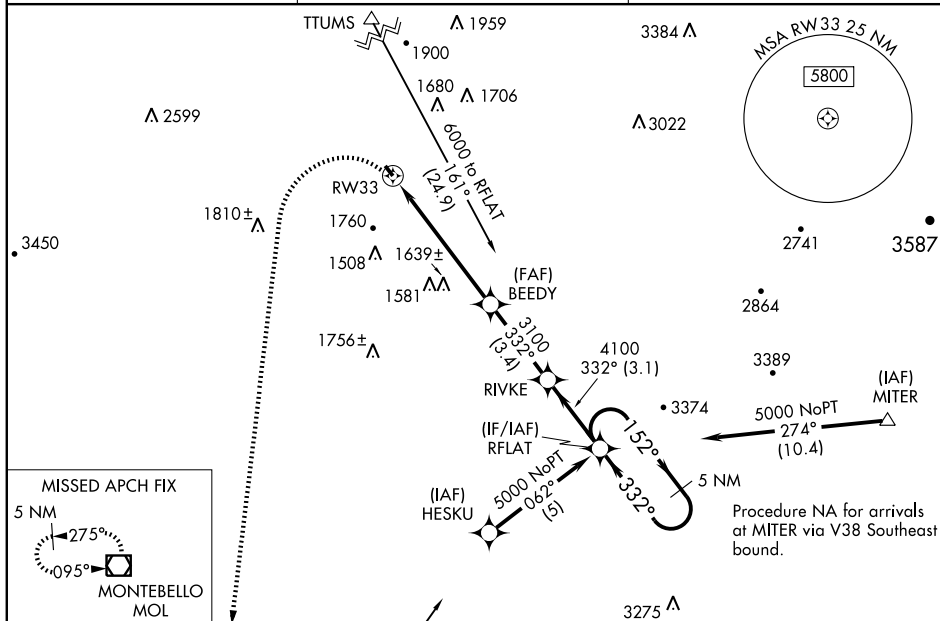 TTUMS
1959
1900
3384
MSA RW33 25 NM
5800
1680
1706
2599
3022
6000 to RFLAT
161°
(24.9)
RW33
1810±
1760
3450
1508
1639±
1581
2741
3587
(FAF)
BEEDY
2864
1756±
3100
332°
(3.4)
4100
332° (3.1)
RIVKE
3389
(IAF)
MITER
3374
5000 NoPT
274°
(10.4)
(IF/IAF)
RFLAT
152°
332°
5 NM
(IAF)
HESKU
5000 NoPT
062°
(5)
Procedure NA for arrivals
at MITER via V38 Southeast
bound.
MISSED APCH FIX
5 NM
275°
095°
MONTEBELLO
MOL
3275